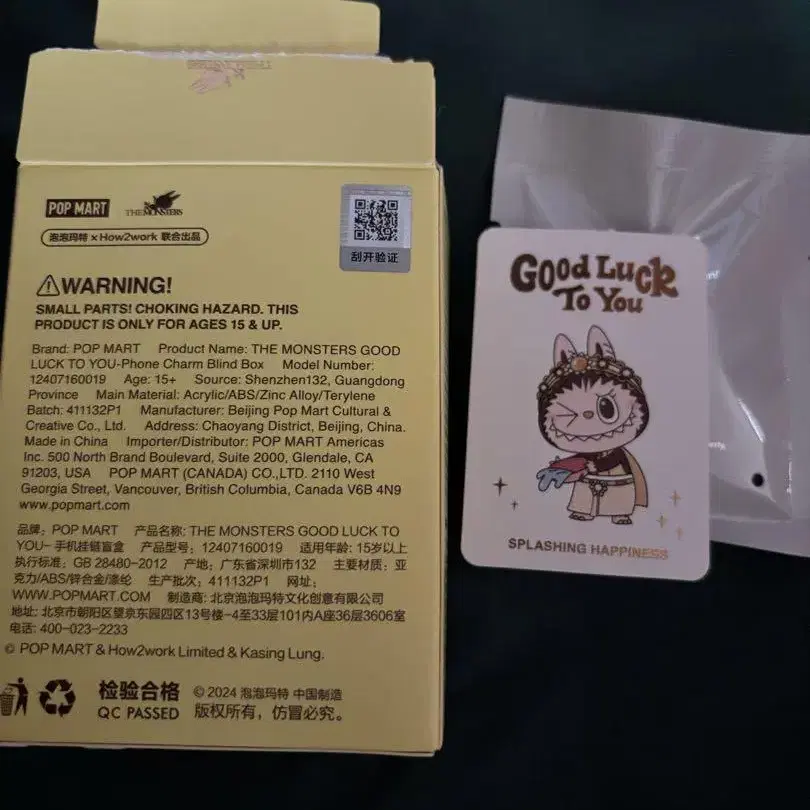 POP MART THE MONSTERS
泡泡玛特 x How2work 联合出品
刮开验证
WARNING!
SMALL PARTS! CHOKING HAZARD. THIS
PRODUCT IS ONLY FOR AGES 15 & UP.
Brand: POP MART Product Name: THE MONSTERS GOOD
LUCK TO YOU-Phone Charm Blind Box Model Number:
12407160019 Age: 15+ Source: Shenzhen132, Guangdong
Province Main Material: Acrylic/ABS/Zinc Alloy/Terylene
Batch: 411132P1 Manufacturer: Beijing Pop Mart Cultural &
Creative Co., Ltd. Address: Chaoyang District, Beijing, China.
Made in China Importer/Distributor: POP MART Americas
Inc. 500 North Brand Boulevard, Suite 2000, Glendale, CA
91203, USA POP MART (CANADA) CO.,LTD. 2110 West
Georgia Street, Vancouver, British Columbia, Canada V6B 4N9
www.popmart.com
品牌: POP MART 产品名称: THE MONSTERS GOOD LUCK TO
YOU- 手机挂链盲盒 产品型号: 12407160019 适用年龄: 15岁以上
执行标准: GB 28480-2012 产地: 广东省深圳市132 主要材质: 亚
克力/ABS/锌合金/涤纶 生产批次: 411132P1 网址:
WWW.POPMART.COM 制造商: 北京泡泡玛特文化创意有限公司
地址: 北京市朝阳区望京东园四区13号楼-4至33层101内A座36层3606室
电话: 400-023-2233
© POP MART & How2work Limited & Kasing Lung.
检验合格
QC PASSED
© 2024 泡泡玛特 中国制造
版权所有，仿冒必究。
GOOD LUCK
TO YOU
SPLASHING HAPPINESS